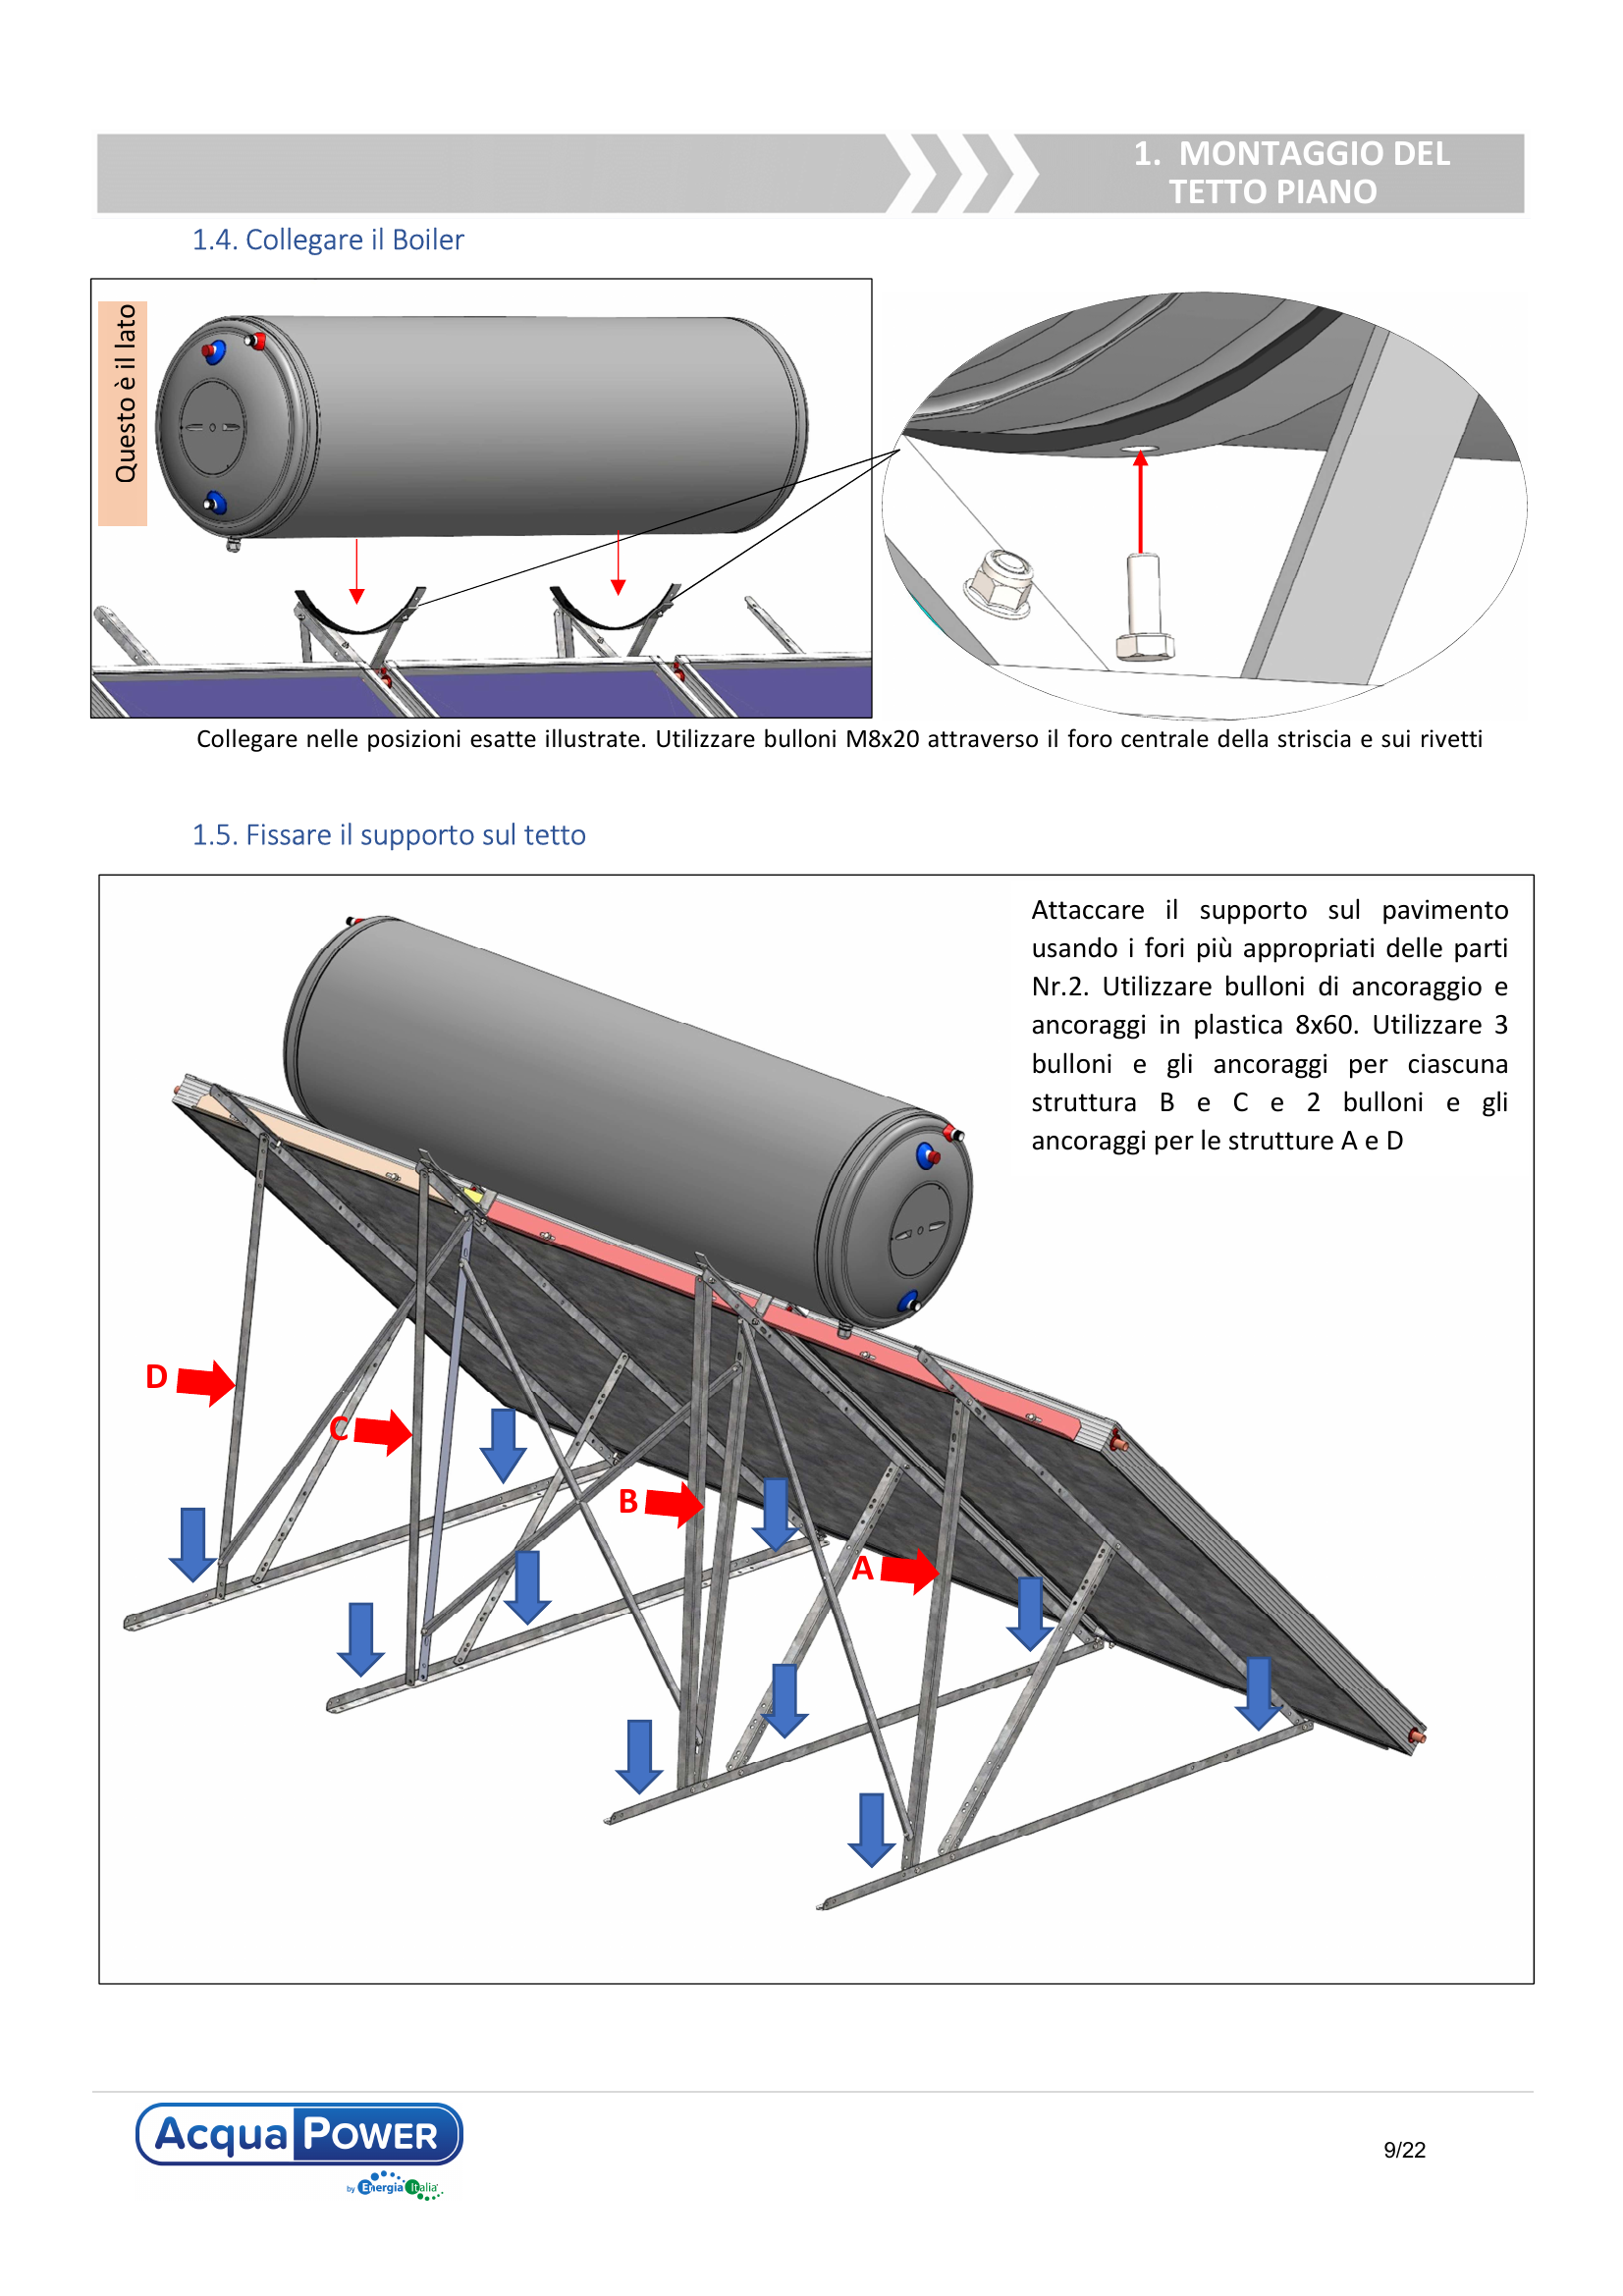 1. MONTAGGIO DEL
TETTO PIANO
1.4. Collegare il Boiler
Questo è il lato
Collegare nelle posizioni esatte illustrate. Utilizzare bulloni M8x20 attraverso il foro centrale della striscia e sui rivetti
1.5. Fissare il supporto sul tetto
Attaccare il supporto sul pavimento
usando i fori più appropriati delle parti
Nr.2. Utilizzare bulloni di ancoraggio e
ancoraggi in plastica 8x60. Utilizzare 3
bulloni e gli ancoraggi per ciascuna
struttura B e C e 2 bulloni e gli
ancoraggi per le strutture A e D
D
C
B
A
Acqua POWER
by Energia Italia
9/22